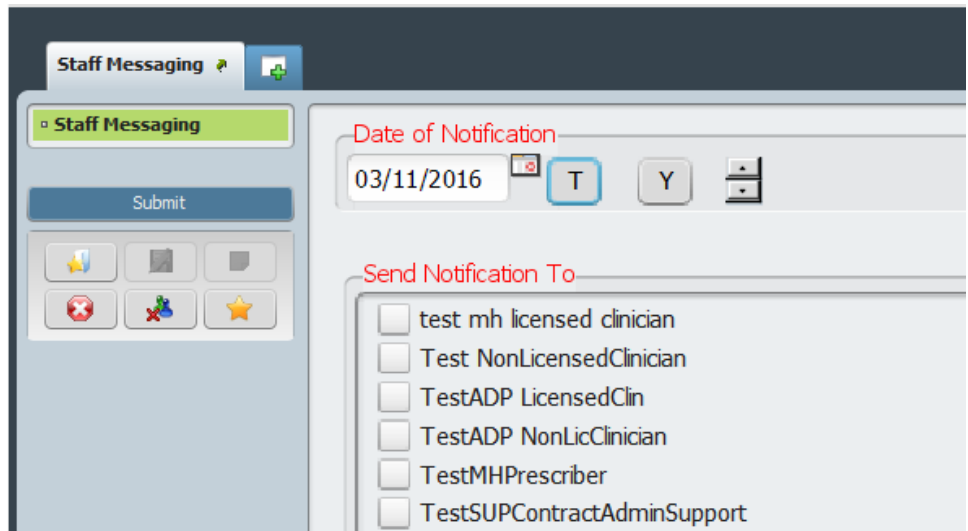 Staff Messaging
Staff Messaging
Submit
Date of Notification
03/11/2016 T Y
Send Notification To
test mh licensed clinician
Test NonLicensedClinician
TestADP LicensedClin
TestADP NonLicClinician
TestMHPrescriber
TestSUPContractAdminSupport